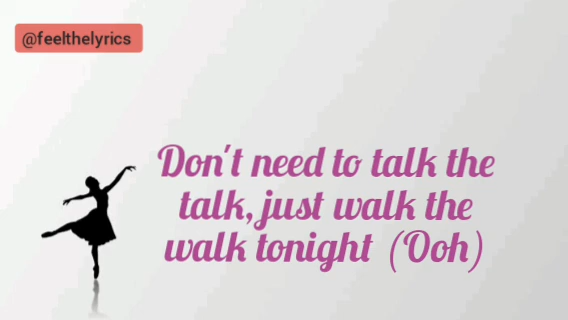 @feelthelyrics
Don't need to talk the
talk, just walk the
walk tonight (Ooh)